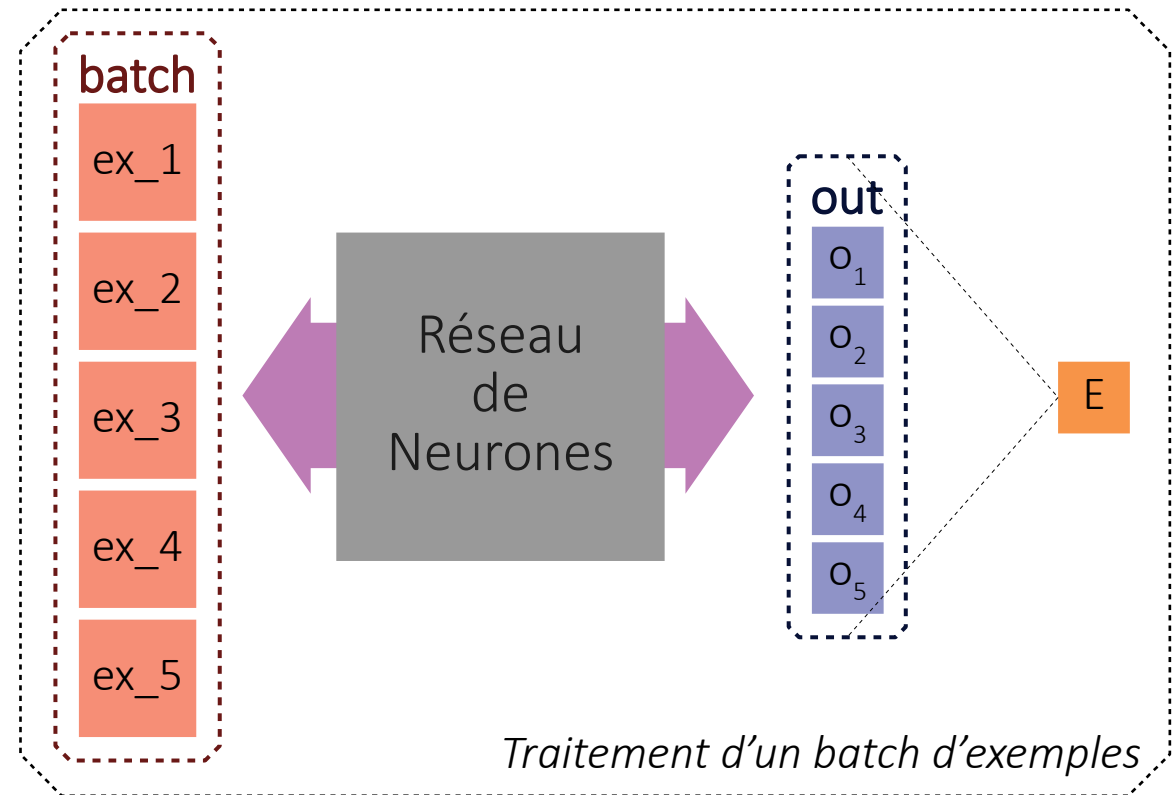 batch
ex_1
ex_2
ex_3
ex_4
ex_5
Réseau
de
Neurones
out
o₁
o₂
o₃
o₄
o₅
E
Traitement d’un batch d’exemples